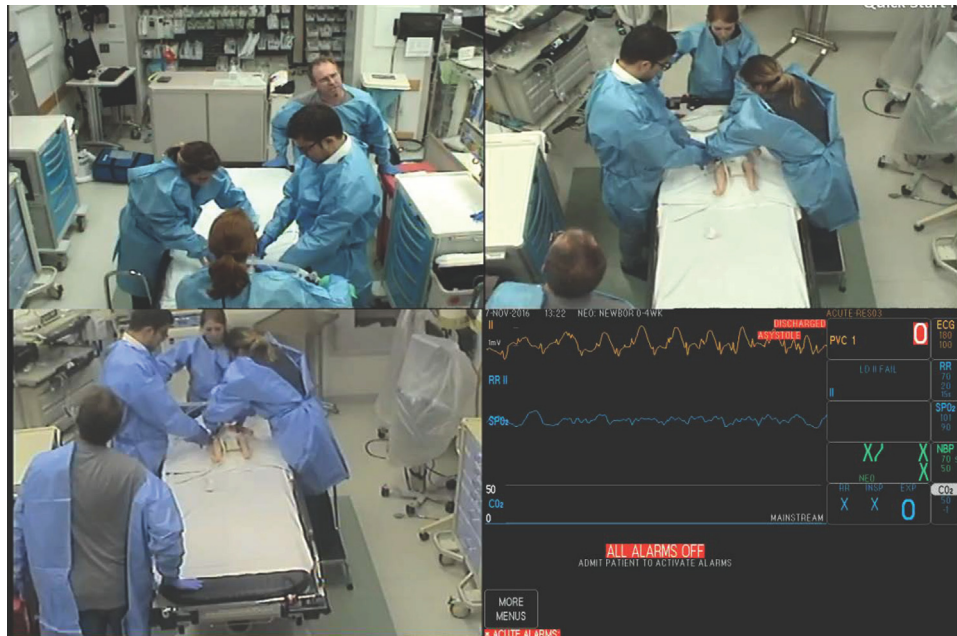 Quick Start
7-NOV-2016 13:22 NEO: NEWBOR 0-4WK ACUTE RES03
II
DISCHARGED
ASYSTOLE
1mV
PVC 1
0
ECG
180
100
RR II
LD II FAIL
II
RR
70
20
15s
SPO₂
SPO₂
101
90
X/ X
X
NEO
NBP
70
50
50
CO₂
0
MAINSTREAM
RR INSP EXP
X X 0
CO₂
50
-1
ALL ALARMS OFF
ADMIT PATIENT TO ACTIVATE ALARMS
MORE
MENUS
* ACUTE ALARMS: